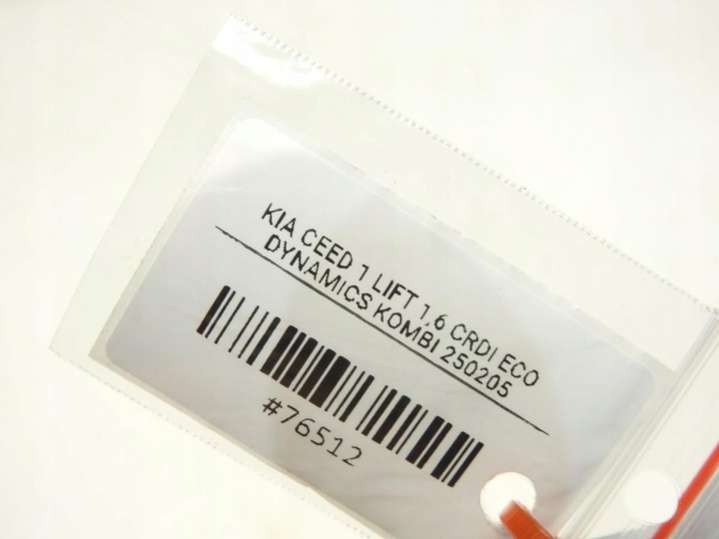 KIA CEED 1 LIFT 1,6 CRDI ECO
DYNAMICS KOMBI 250205
#76512